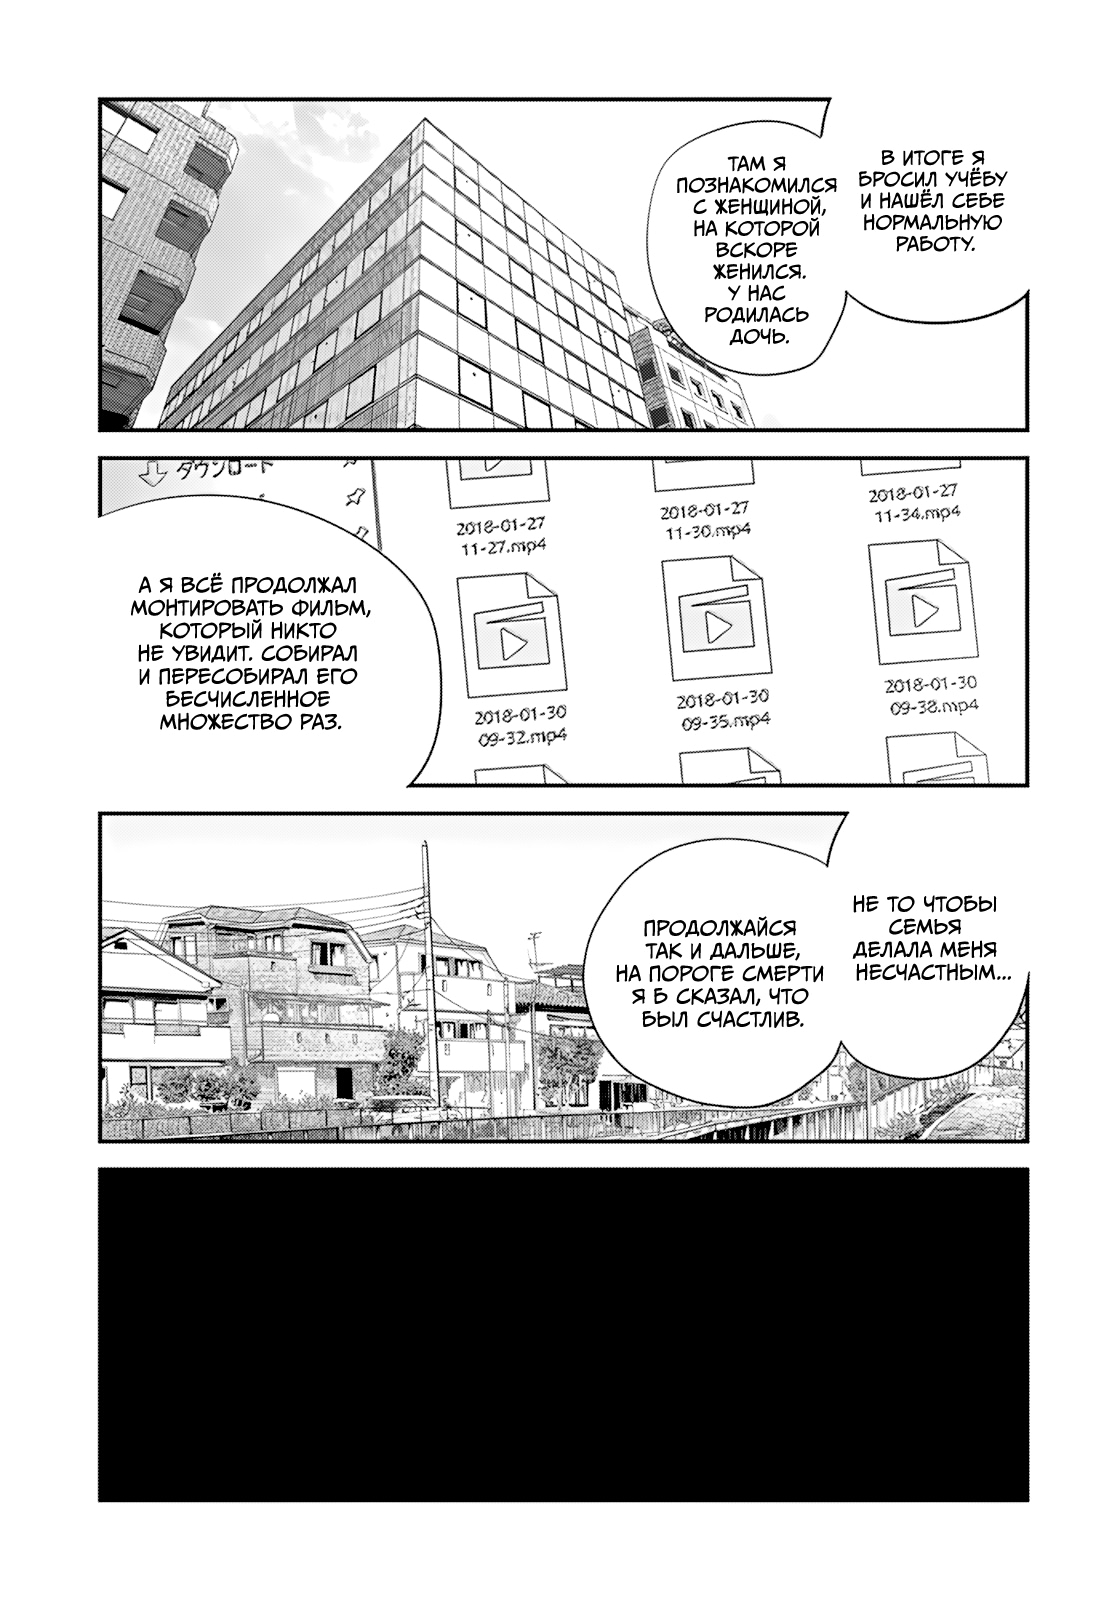 В ИТОГЕ Я
БРОСИЛ УЧЁБУ
И НАШЁЛ СЕБЕ
НОРМАЛЬНУЮ
РАБОТУ.
ТАМ Я
ПОЗНАКОМИЛСЯ
С ЖЕНЩИНОЙ,
НА КОТОРОЙ
ВСКОРЕ
ЖЕНИЛСЯ.
У НАС
РОДИЛАСЬ
ДОЧЬ.
ダウンロード
2018-01-27
11-27.mp4
2018-01-27
11-30.mp4
2018-01-27
11-34.mp4
А Я ВСЁ ПРОДОЛЖАЛ
МОНТИРОВАТЬ ФИЛЬМ,
КОТОРЫЙ НИКТО
НЕ УВИДИТ. СОБИРАЛ
И ПЕРЕСОБИРАЛ ЕГО
БЕСЧИСЛЕННОЕ
МНОЖЕСТВО РАЗ.
2018-01-30
09-32.mp4
2018-01-30
09-35.mp4
2018-01-30
09-38.mp4
НЕ ТО ЧТОБЫ
СЕМЬЯ
ДЕЛАЛА МЕНЯ
НЕСЧАСТНЫМ...
ПРОДОЛЖАЙСЯ
ТАК И ДАЛЬШЕ,
НА ПОРОГЕ СМЕРТИ
Я Б СКАЗАЛ, ЧТО
БЫЛ СЧАСТЛИВ.